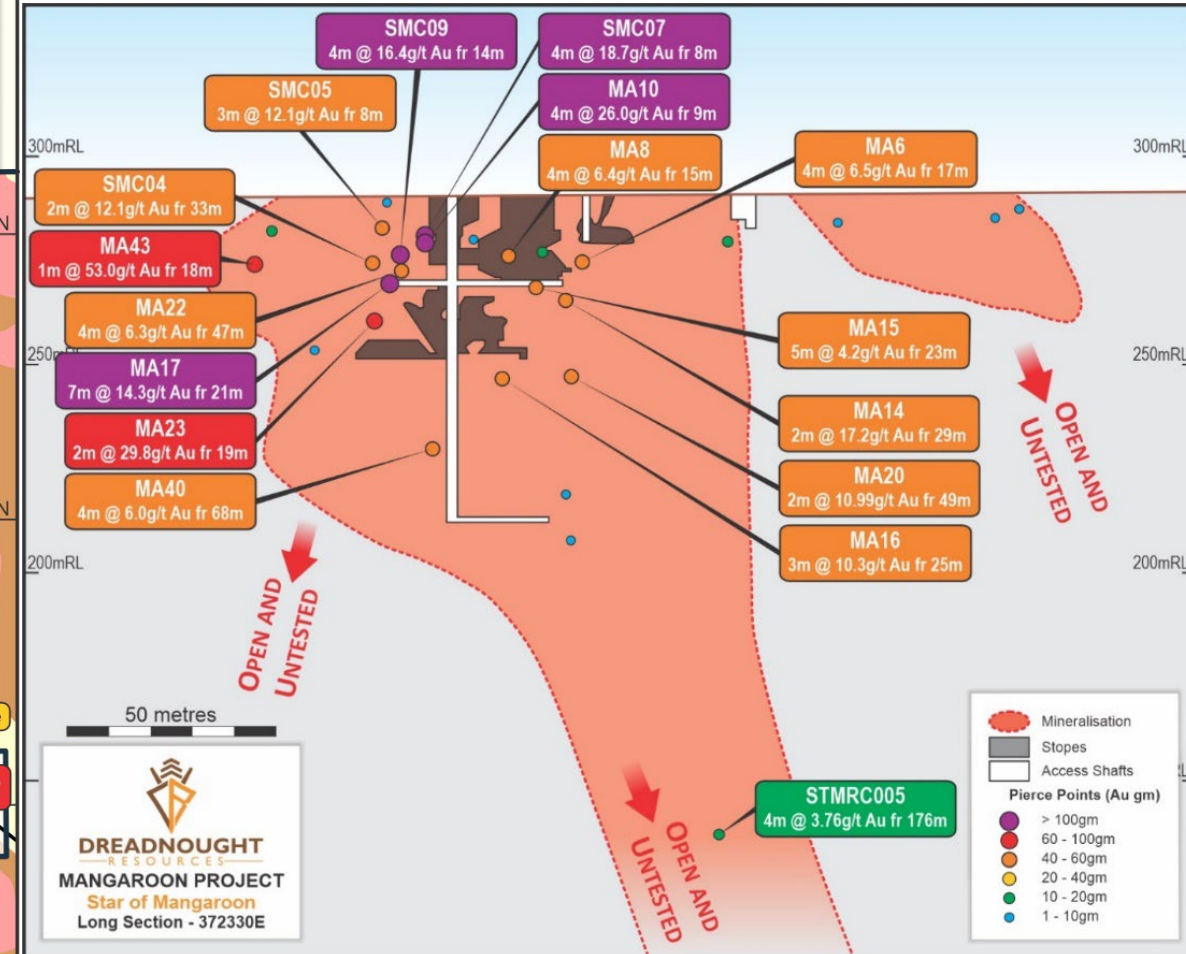 SMC09
4m @ 16.4g/t Au fr 14m
SMC07
4m @ 18.7g/t Au fr 8m
SMC05
3m @ 12.1g/t Au fr 8m
MA10
4m @ 26.0g/t Au fr 9m
MA8
4m @ 6.4g/t Au fr 15m
MA6
4m @ 6.5g/t Au fr 17m
300mRL
300mRL
SMC04
2m @ 12.1g/t Au fr 33m
N
MA43
1m @ 53.0g/t Au fr 18m
MA22
4m @ 6.3g/t Au fr 47m
MA15
5m @ 4.2g/t Au fr 23m
250mRL
250mRL
MA17
7m @ 14.3g/t Au fr 21m
MA14
2m @ 17.2g/t Au fr 29m
MA23
2m @ 29.8g/t Au fr 19m
MA20
2m @ 10.99g/t Au fr 49m
MA40
4m @ 6.0g/t Au fr 68m
N
MA16
3m @ 10.3g/t Au fr 25m
OPEN AND
UNTESTED
200mRL
200mRL
OPEN AND
UNTESTED
50 metres
DREADNOUGHT
RESOURCES
MANGAROON PROJECT
Star of Mangaroon
Long Section - 372330E
STMRC005
4m @ 3.76g/t Au fr 176m
OPEN AND
UNTESTED
Mineralisation
Stopes
Access Shafts
Pierce Points (Au gm)
> 100gm
60 - 100gm
40 - 60gm
20 - 40gm
10 - 20gm
1 - 10gm